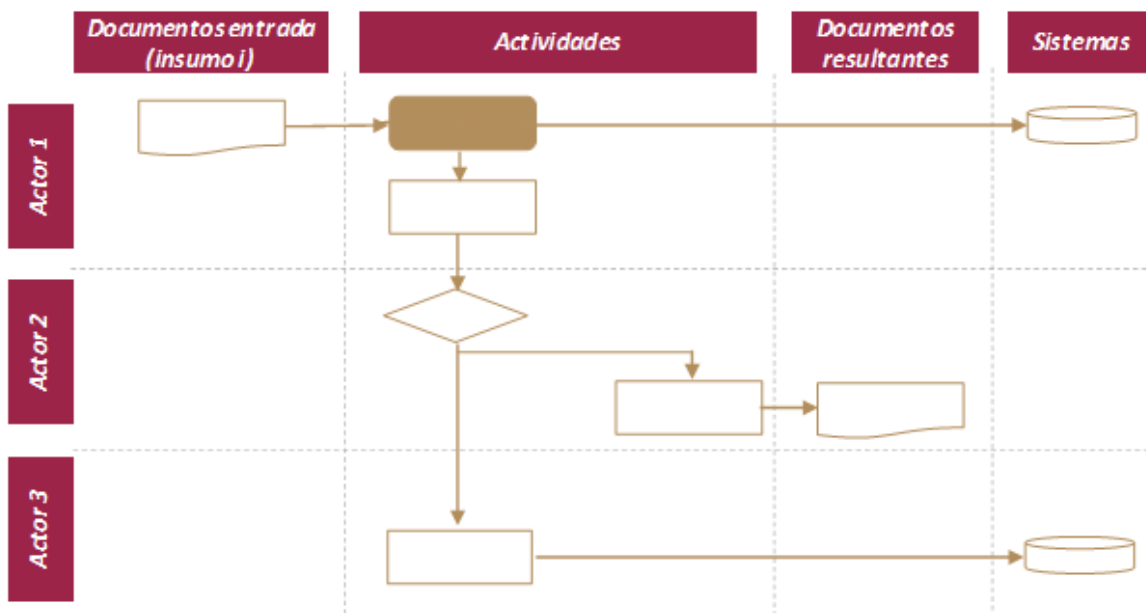 Documentos entrada
(insumo i)
Actividades
Documentos
resultantes
Sistemas
Actor 1
Actor 2
Actor 3